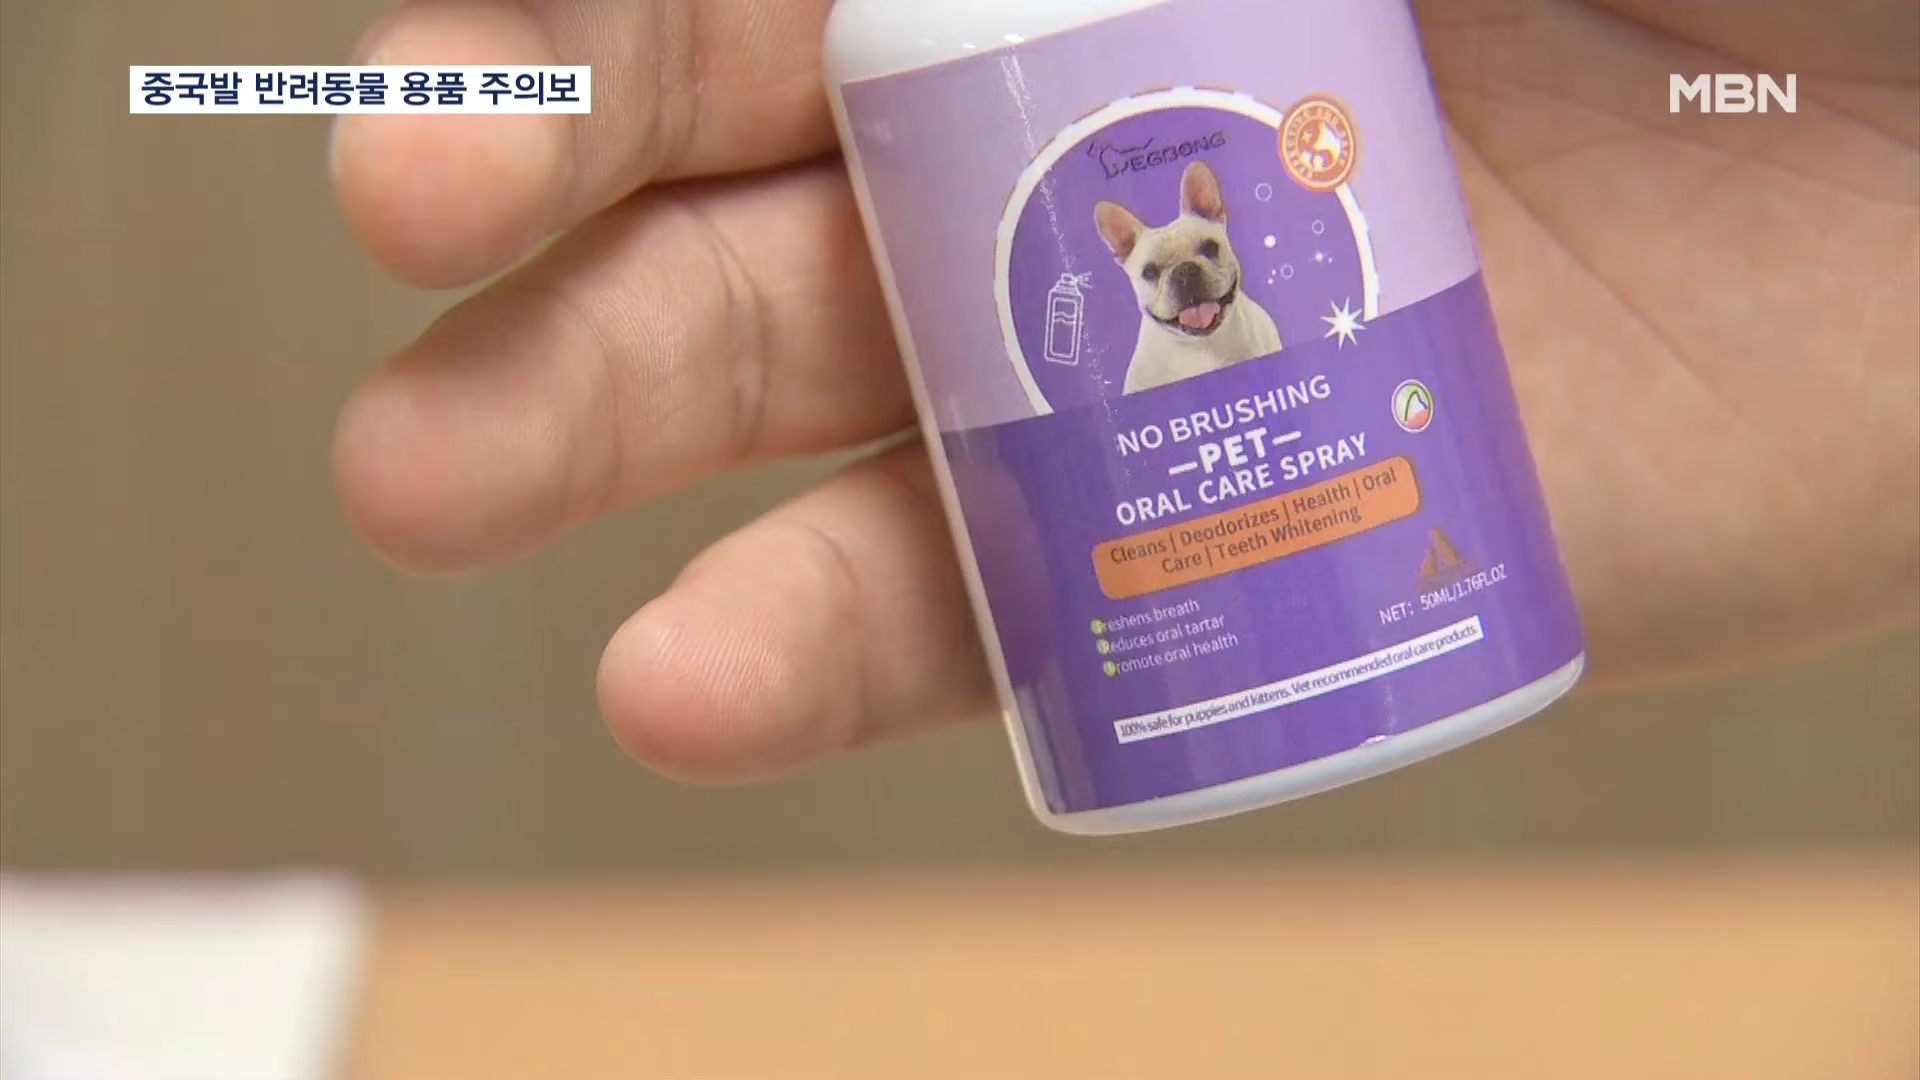 중국발 반려동물 용품 주의보
MBN
NO BRUSHING
—PET—
ORAL CARE SPRAY
Cleans | Deodorizes | Health | Oral
Care | Teeth Whitening
reshens breath
educes oral tartar
romote oral health
NET: 50ML/1.76FL.OZ
100% safe for puppies and kittens. Vet recommended oral care products.